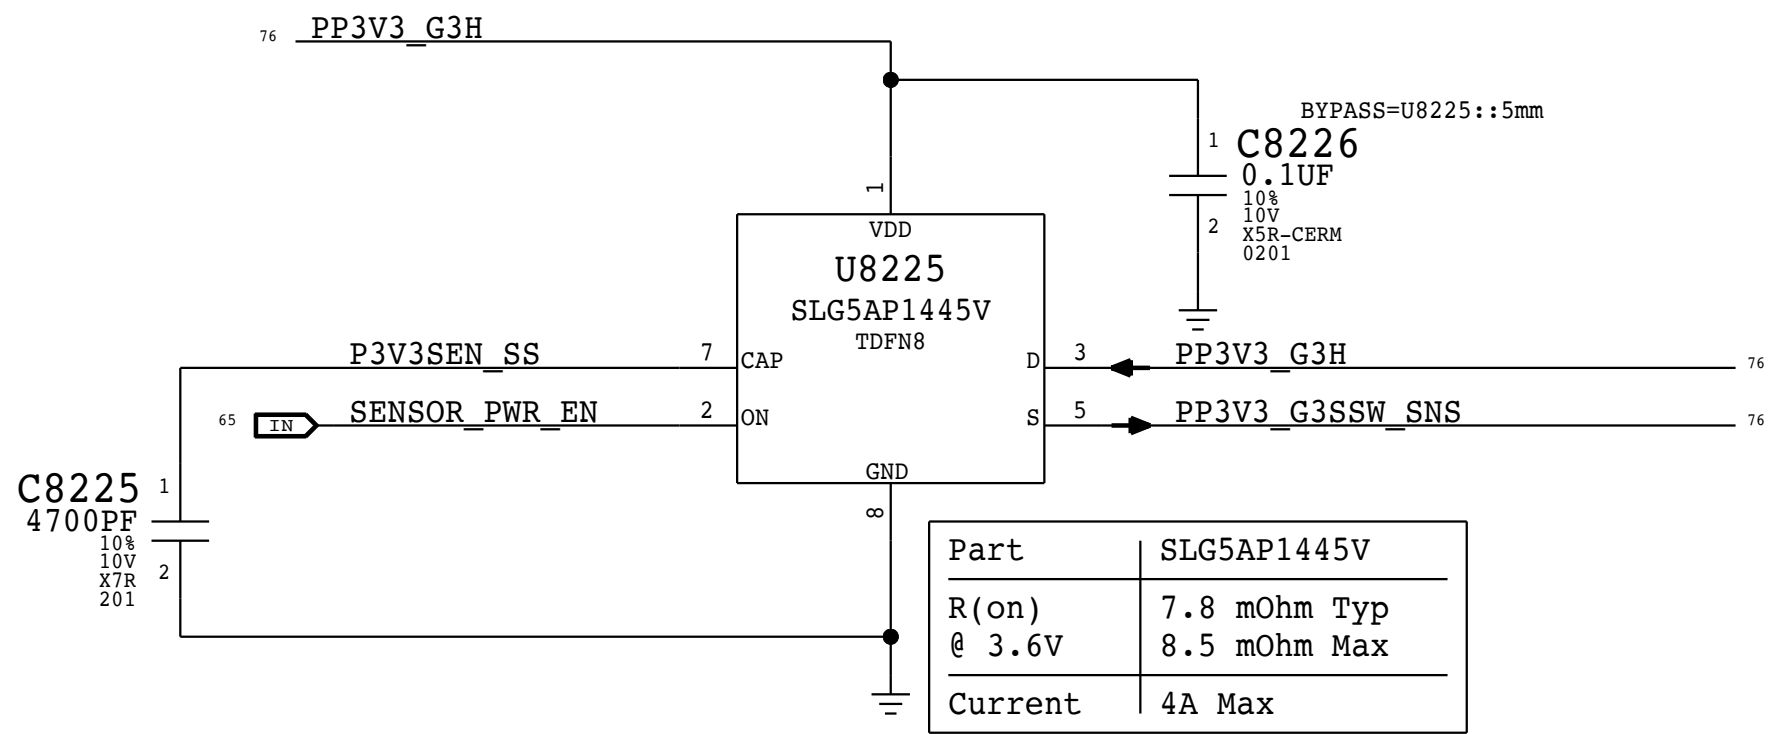 76 PP3V3_G3H
BYPASS=U8225::5mm
1 C8226
0.1UF
10%
10V
2 X5R-CERM
0201
1
VDD
U8225
SLG5AP1445V
TDFN8
P3V3SEN_SS 7 CAP
D 3 PP3V3_G3H 76
65 IN SENSOR_PWR_EN 2 ON
S 5 PP3V3_G3SSW_SNS 76
GND
8
C8225 1
4700PF
10%
10V
X7R 2
201
Part SLG5AP1445V
R(on) 7.8 mOhm Typ
@ 3.6V 8.5 mOhm Max
Current 4A Max